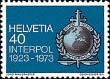 HELVETIA
40
INTERPOL
1923-1973